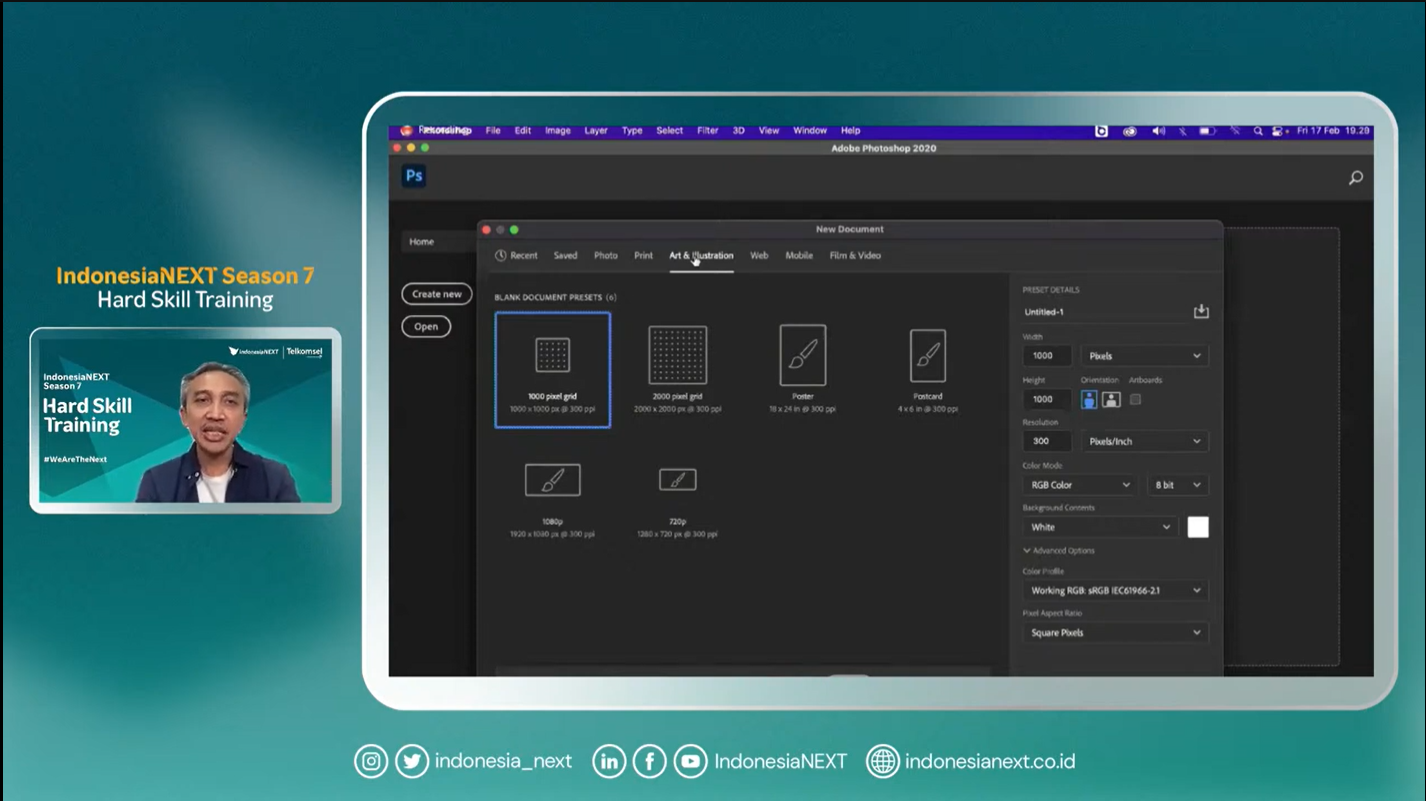 IndonesiaNEXT Season 7
Hard Skill Training
IndonesiaNEXT | Telkomsel
IndonesiaNEXT
Season 7
Hard Skill
Training
#WeAreTheNext
Photoshop File Edit Image Layer Type Select Filter 3D View Window Help
Fri 17 Feb 19.29
Adobe Photoshop 2020
Ps
Home
Create new
Open
New Document
Recent Saved Photo Print Art & Illustration Web Mobile Film & Video
BLANK DOCUMENT PRESETS (6)
1000 pixel grid
1000 x 1000 px @ 300 ppi
2000 pixel grid
2000 x 2000 px @ 300 ppi
Poster
18 x 24 in @ 300 ppi
Postcard
4 x 6 in @ 300 ppi
1080p
1920 x 1080 px @ 300 ppi
720p
1280 x 720 px @ 300 ppi
PRESET DETAILS
Untitled-1
Width
1000 Pixels
Height Orientation Artboards
1000
Resolution
300 Pixels/Inch
Color Mode
RGB Color 8 bit
Background Contents
White
Advanced Options
Color Profile
Working RGB: sRGB IEC61966-2.1
Pixel Aspect Ratio
Square Pixels
indonesia_next IndonesiaNEXT indonesianext.co.id